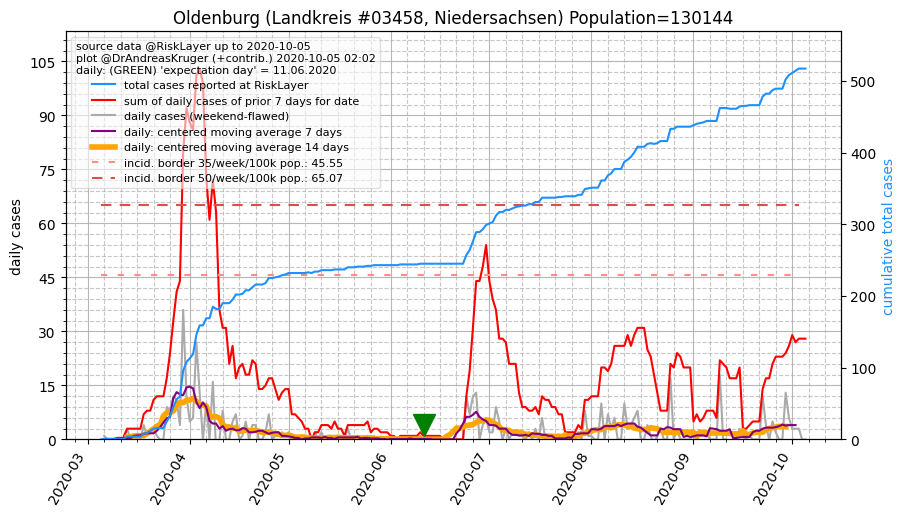 Oldenburg (Landkreis #03458, Niedersachsen) Population=130144
source data @RiskLayer up to 2020-10-05
plot @DrAndreasKruger (+contrib.) 2020-10-05 02:02
daily: (GREEN) 'expectation day' = 11.06.2020
total cases reported at RiskLayer
sum of daily cases of prior 7 days for date
daily cases (weekend-flawed)
daily: centered moving average 7 days
daily: centered moving average 14 days
incid. border 35/week/100k pop.: 45.55
incid. border 50/week/100k pop.: 65.07
daily cases
105
90
75
60
45
30
15
0
cumulative total cases
500
400
300
200
100
0
2020-03
2020-04
2020-05
2020-06
2020-07
2020-08
2020-09
2020-10